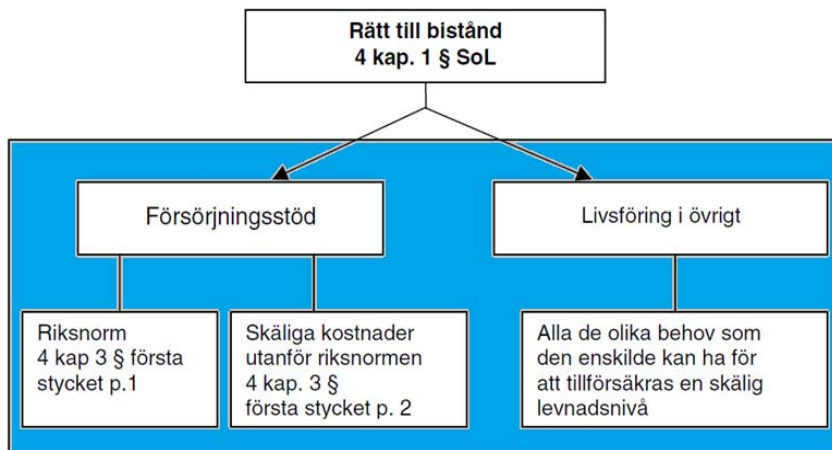 Rätt till bistånd
4 kap. 1 § SoL
Försörjningsstöd
Livsföring i övrigt
Riksnorm
4 kap 3 § första
stycket p.1
Skäliga kostnader
utanför riksnormen
4 kap. 3 §
första stycket p. 2
Alla de olika behov som
den enskilde kan ha för
att tillförsäkras en skälig
levnadsnivå